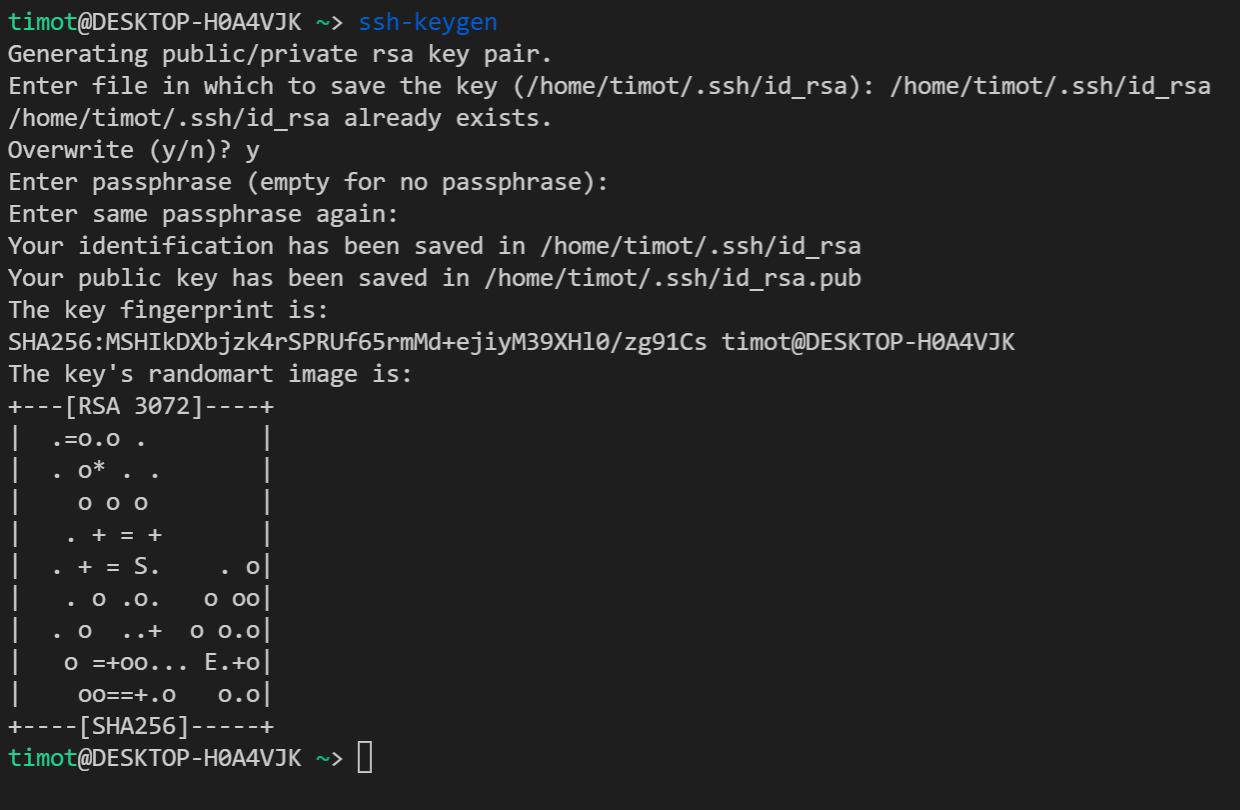 timot@DESKTOP-H0A4VJK ~> ssh-keygen
Generating public/private rsa key pair.
Enter file in which to save the key (/home/timot/.ssh/id_rsa): /home/timot/.ssh/id_rsa
/home/timot/.ssh/id_rsa already exists.
Overwrite (y/n)? y
Enter passphrase (empty for no passphrase):
Enter same passphrase again:
Your identification has been saved in /home/timot/.ssh/id_rsa
Your public key has been saved in /home/timot/.ssh/id_rsa.pub
The key fingerprint is:
SHA256:MSHIkDXbjzk4rSPRUf65rmMd+ejiyM39XHl0/zg91Cs timot@DESKTOP-H0A4VJK
The key's randomart image is:
+---[RSA 3072]----+
|  .=o.o .        |
|  . o* . .       |
|    o o o        |
|   . + = +       |
|  . + = S.    . o|
|   . o .o.   o oo|
|  . o  ..+  o o.o|
|   o =+oo... E.+o|
|    oo==+.o   o.o|
+----[SHA256]-----+
timot@DESKTOP-H0A4VJK ~>